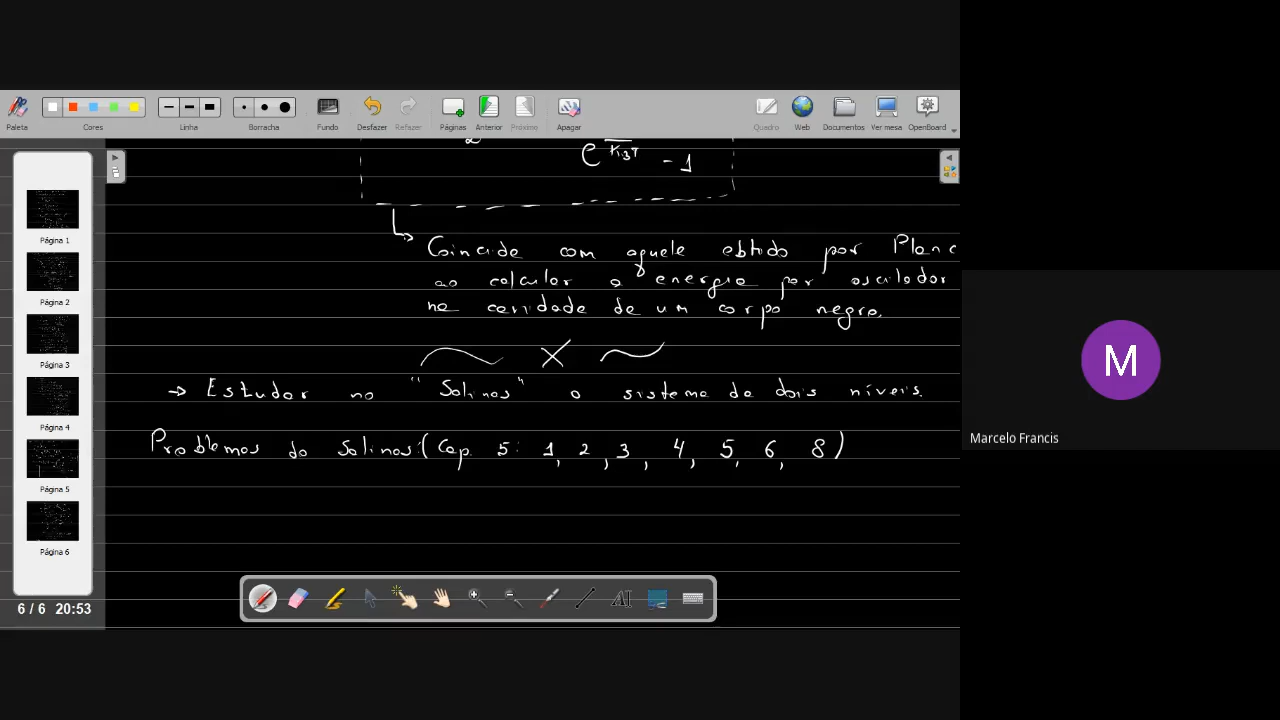 Paleta Cores Linha Borracha Fundo Desfazer Refazer Páginas Anterior Próximo Apagar Quadro Web Documentos Ver mesa OpenBoard
e - 1
Coincide com aquele obtido por Planc
ao calcular a energia por oscilador
na cavidade de um corpo negro.
X
→ Estudar no "Salinas" o sistema de dois níveis.
Problemas do Salinas: (Cap. 5: 1, 2, 3, 4, 5, 6, 8)
Página 1
Página 2
Página 3
Página 4
Página 5
Página 6
6 / 6 20:53
AI
M
Marcelo Francis